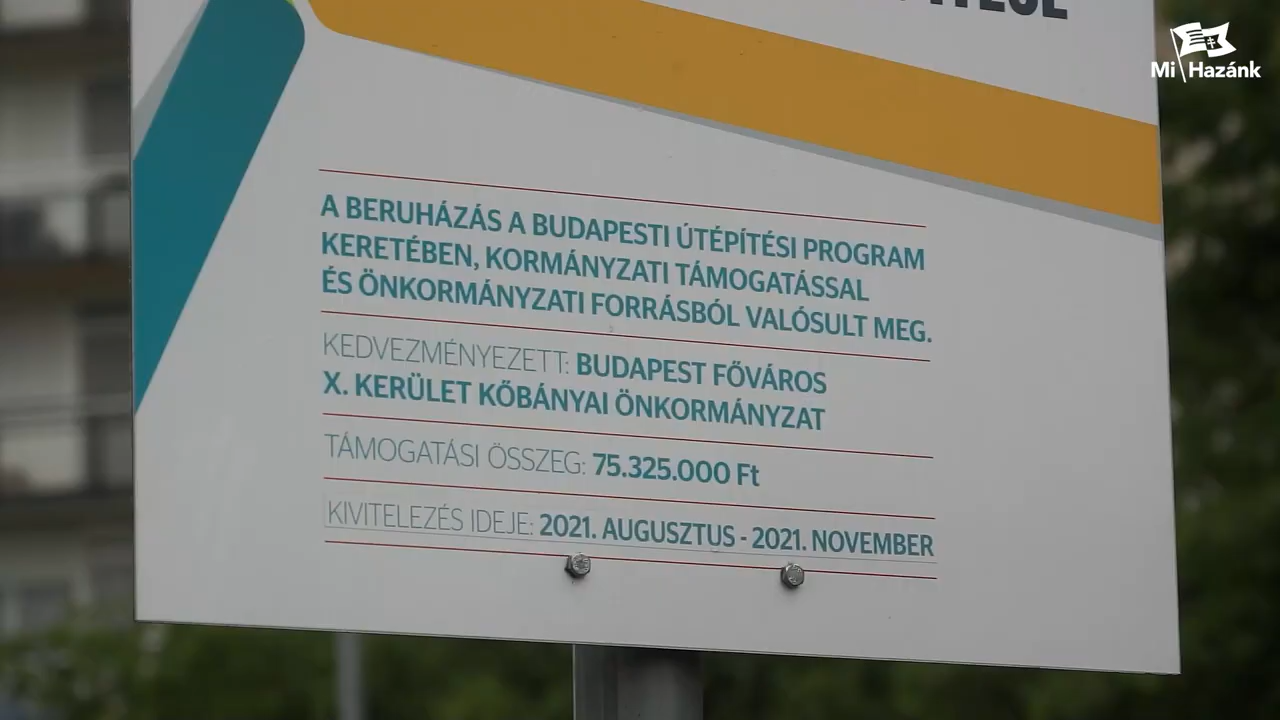 Mi Hazánk
A BERUHÁZÁS A BUDAPESTI ÚTÉPÍTÉSI PROGRAM
KERETÉBEN, KORMÁNYZATI TÁMOGATÁSSAL
ÉS ÖNKORMÁNYZATI FORRÁSBÓL VALÓSULT MEG.
KEDVEZMÉNYEZETT: BUDAPEST FŐVÁROS
X. KERÜLET KŐBÁNYAI ÖNKORMÁNYZAT
TÁMOGATÁSI ÖSSZEG: 75.325.000 Ft
KIVITELEZÉS IDEJE: 2021. AUGUSZTUS - 2021. NOVEMBER